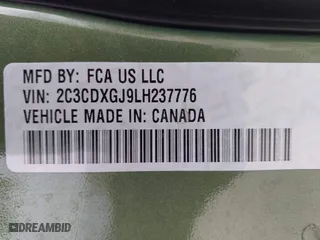 MFD BY: FCA US LLC
VIN: 2C3CDXGJ9LH237776
VEHICLE MADE IN: CANADA
DREAMBID